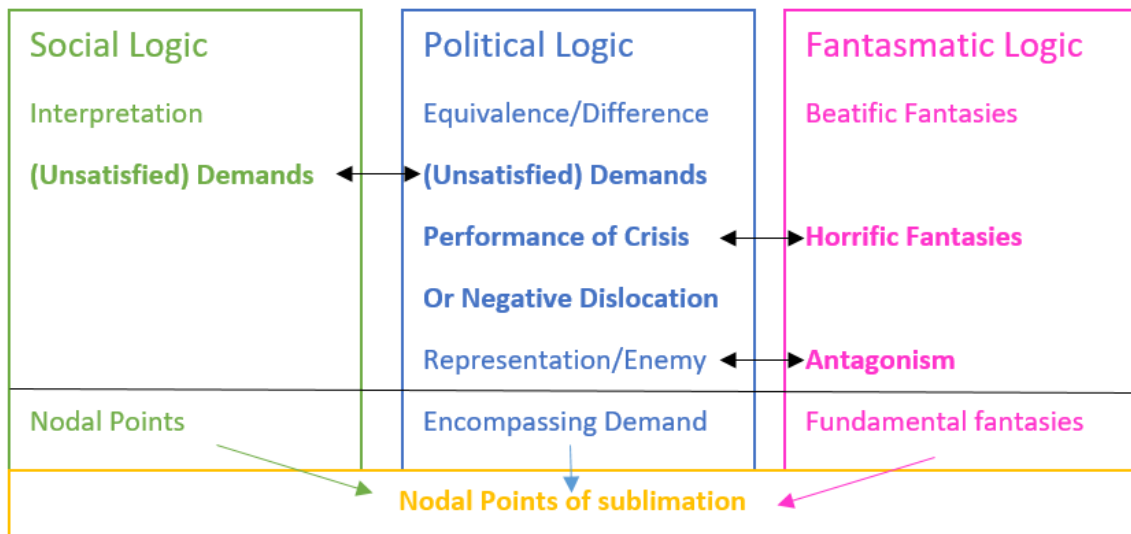 Social Logic
Interpretation
(Unsatisfied) Demands
Political Logic
Equivalence/Difference
(Unsatisfied) Demands
Performance of Crisis
Or Negative Dislocation
Representation/Enemy
Fantasmatic Logic
Beatific Fantasies
Horrific Fantasies
Antagonism
Nodal Points
Encompassing Demand
Fundamental fantasies
Nodal Points of sublimation